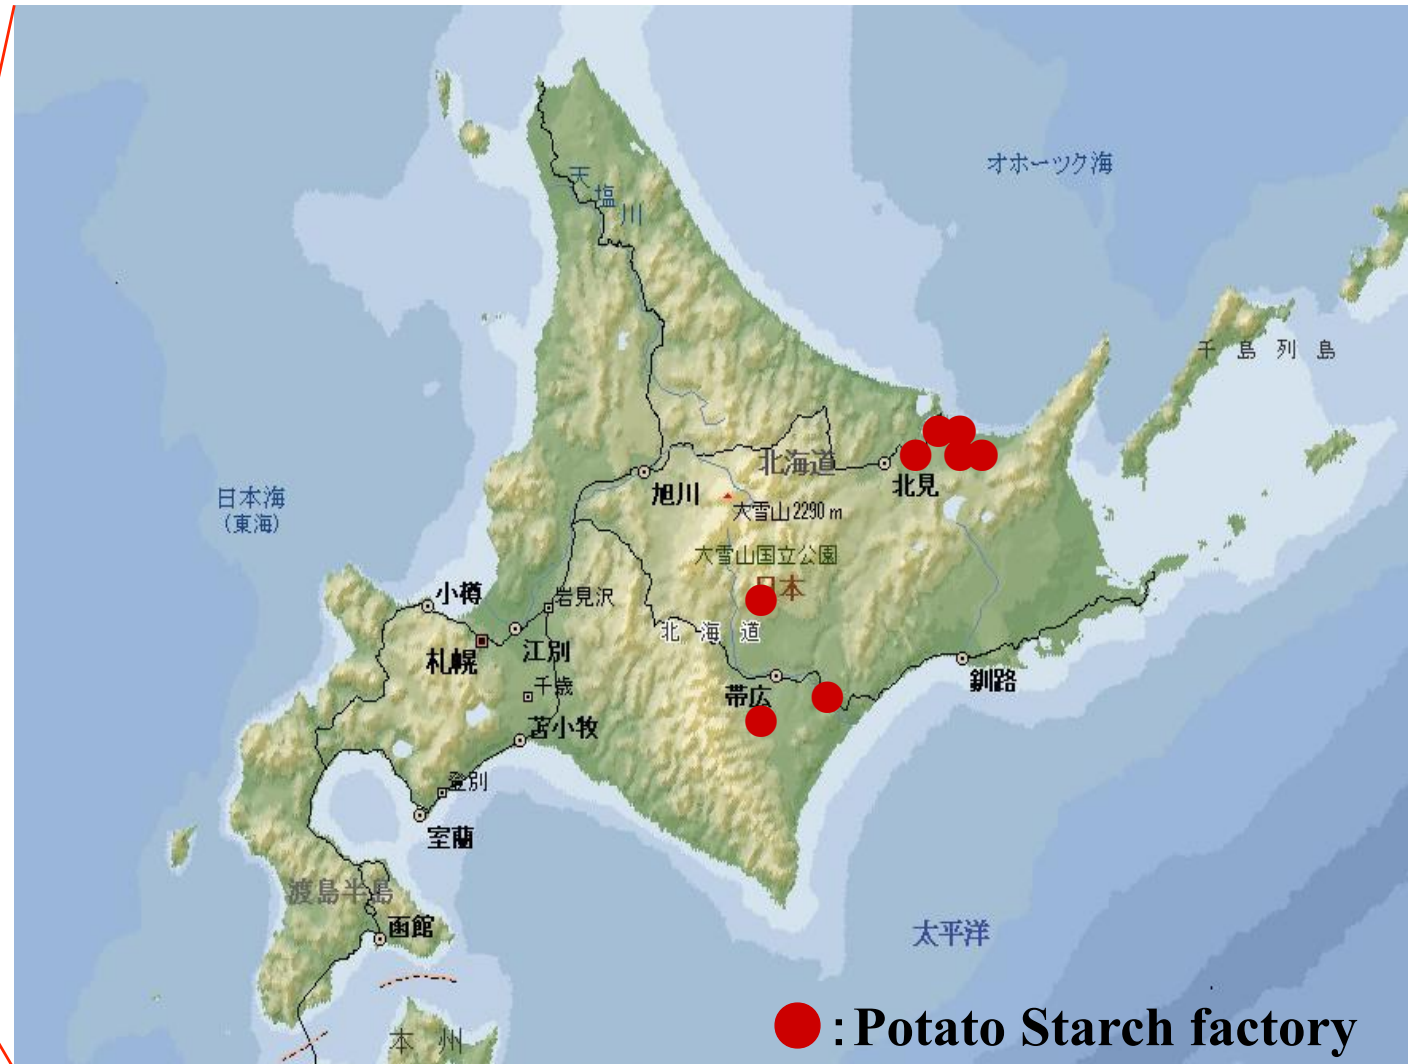 オホーツク海
天塩川
千島列島
北海道
北見
旭川
大雪山 2290 m
日本海
(東海)
大雪山国立公園
日本
小樽
岩見沢
北海道
江別
札幌
釧路
千歳
帯広
苫小牧
登別
室蘭
渡島半島
函館
太平洋
本州
:Potato Starch factory